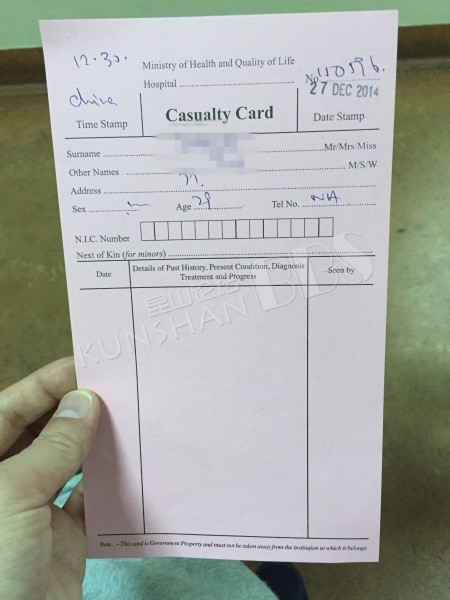 12.30. Ministry of Health and Quality of Life
Hospital No
27 DEC 2014
China
Casualty Card
Time Stamp Date Stamp
Surname Mr/Mrs/Miss
Other Names M/S/W
Address ??.
Sex m Age 29 Tel No. NA
N.I.C. Number
Next of Kin (for minors)
Date Details of Past History, Present Condition, Diagnosis Treatment and Progress Seen by
昆山论坛
KUNSHAN BBS
Note : - This card is Government Property and must not be taken away from the institution to which it belongs